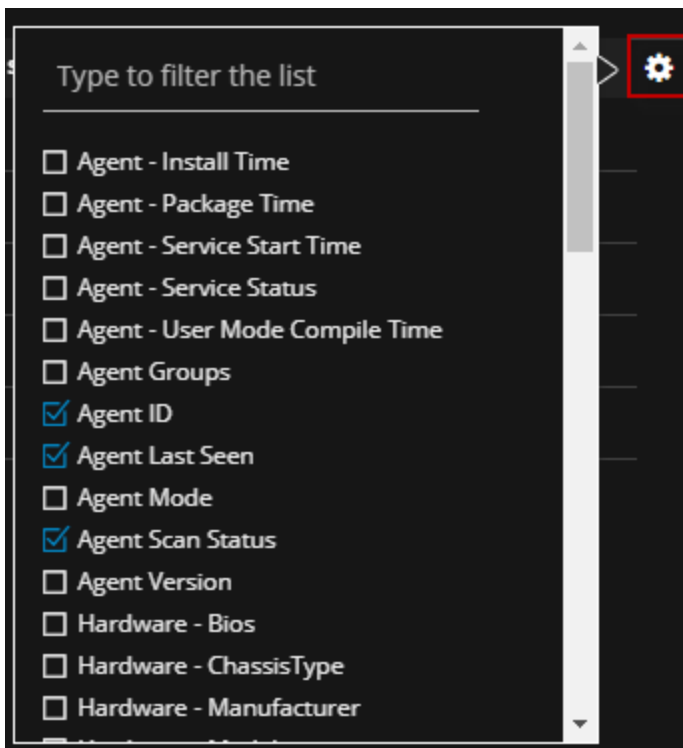 Type to filter the list
Agent - Install Time
Agent - Package Time
Agent - Service Start Time
Agent - Service Status
Agent - User Mode Compile Time
Agent Groups
Agent ID
Agent Last Seen
Agent Mode
Agent Scan Status
Agent Version
Hardware - Bios
Hardware - ChassisType
Hardware - Manufacturer